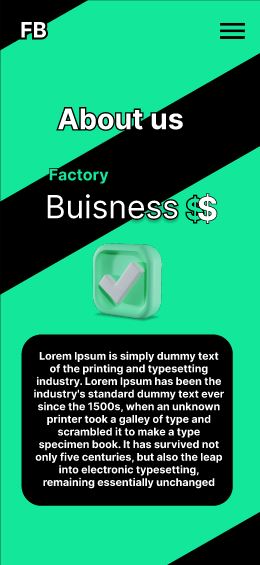 FB
About us
Factory
Buisness $$
Lorem Ipsum is simply dummy text
of the printing and typesetting
industry. Lorem Ipsum has been the
industry's standard dummy text ever
since the 1500s, when an unknown
printer took a galley of type and
scrambled it to make a type
specimen book. It has survived not
only five centuries, but also the leap
into electronic typesetting,
remaining essentially unchanged